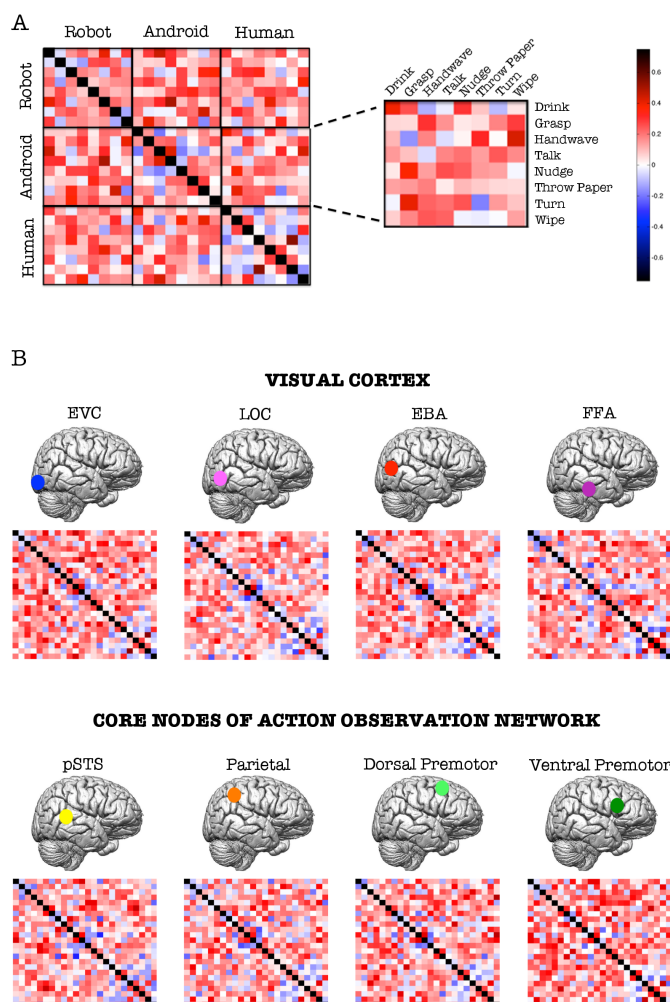 A
Robot Android Human
Robot
Android
Human
Drink Grasp Handwave Talk Nudge Throw Paper Turn Wipe
Drink
Grasp
Handwave
Talk
Nudge
Throw Paper
Turn
Wipe
0.6
0.4
0.2
0
-0.2
-0.4
-0.6
B
VISUAL CORTEX
EVC LOC EBA FFA
CORE NODES OF ACTION OBSERVATION NETWORK
pSTS Parietal Dorsal Premotor Ventral Premotor